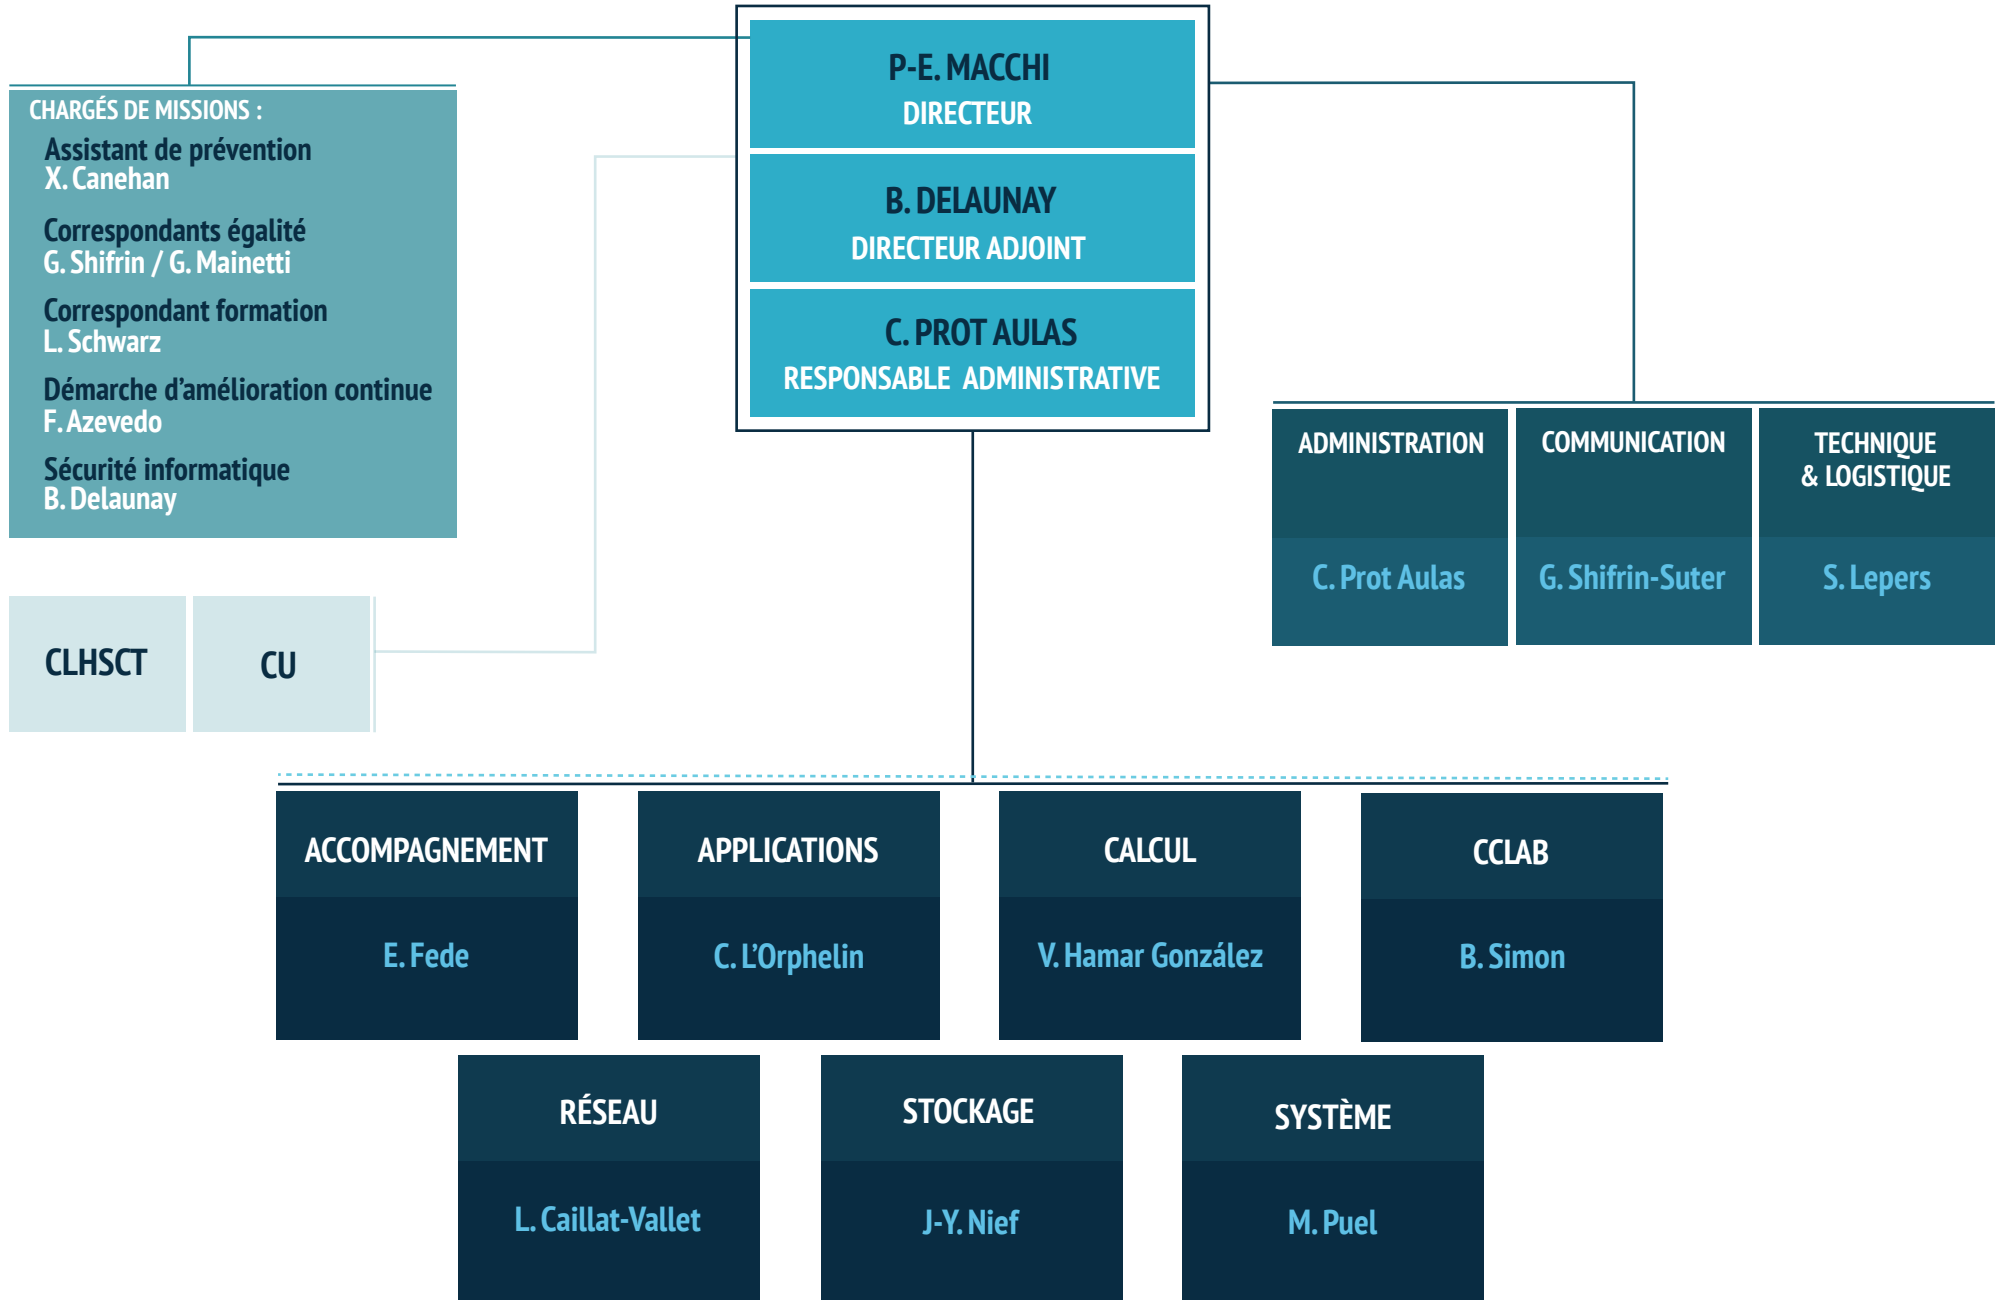 P-E. MACCHI
DIRECTEUR
B. DELAUNAY
DIRECTEUR ADJOINT
C. PROT AULAS
RESPONSABLE ADMINISTRATIVE
CHARGÉS DE MISSIONS :
Assistant de prévention
X. Canehan
Correspondants égalité
G. Shifrin / G. Mainetti
Correspondant formation
L. Schwarz
Démarche d’amélioration continue
F. Azevedo
Sécurité informatique
B. Delaunay
CLHSCT
CU
ADMINISTRATION
C. Prot Aulas
COMMUNICATION
G. Shifrin-Suter
TECHNIQUE
& LOGISTIQUE
S. Lepers
ACCOMPAGNEMENT
E. Fede
APPLICATIONS
C. L’Orphelin
CALCUL
V. Hamar González
CCLAB
B. Simon
RÉSEAU
L. Caillat-Vallet
STOCKAGE
J-Y. Nief
SYSTÈME
M. Puel